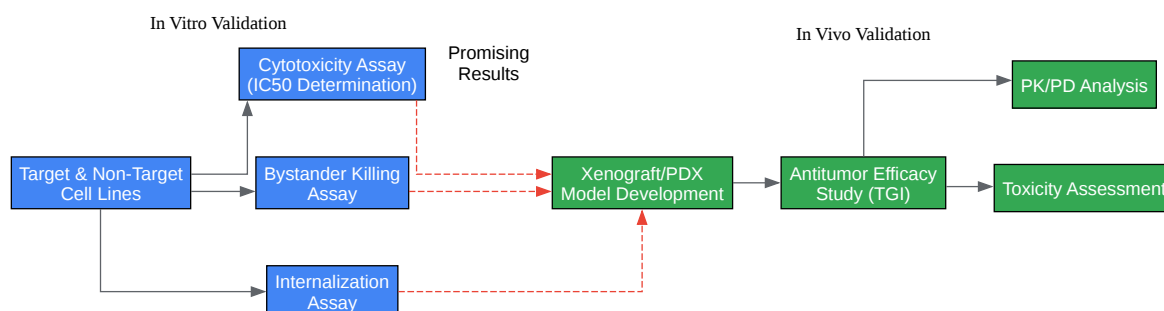 In Vitro Validation
Cytotoxicity Assay
(IC50 Determination)
Promising
Results
In Vivo Validation
PK/PD Analysis
Target & Non-Target
Cell Lines
Bystander Killing
Assay
Xenograft/PDX
Model Development
Antitumor Efficacy
Study (TGI)
Toxicity Assessment
Internalization
Assay